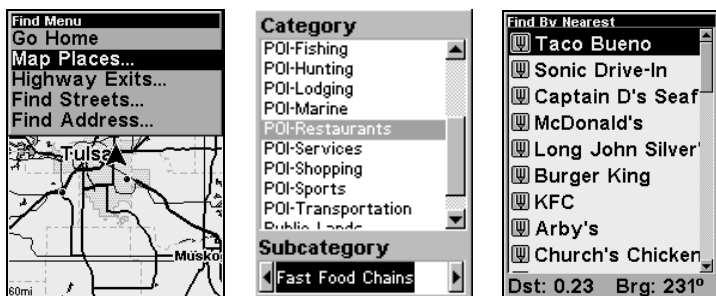 Find Menu
Go Home
Map Places...
Highway Exits...
Find Streets...
Find Address...
Tulsa
Musko
60mi
Category
POI-Fishing
POI-Hunting
POI-Lodging
POI-Marine
POI-Restaurants
POI-Services
POI-Shopping
POI-Sports
POI-Transportation
Public Lands
Subcategory
Fast Food Chains
Find By Nearest
Taco Bueno
Sonic Drive-In
Captain D's Seaf
McDonald's
Long John Silver'
Burger King
KFC
Arby's
Church's Chicken
Dst: 0.23 Brg: 231º